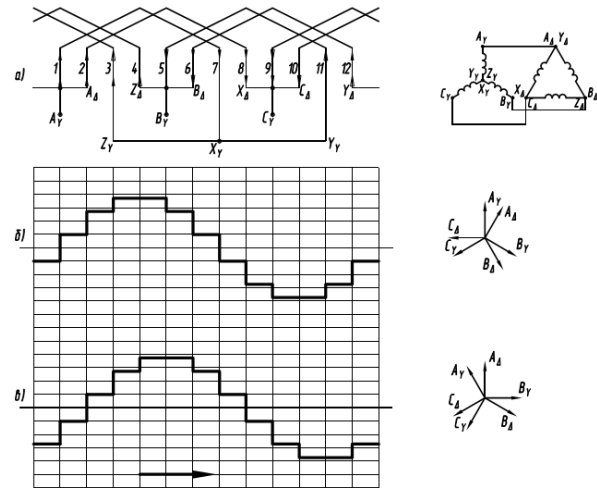 1 2 3 4 5 6 7 8 9 10 11 12
а)
A_Y A_Δ Z_Δ B_Y B_Δ X_Δ C_Y C_Δ Y_Δ
Z_Y X_Y Y_Y
A_Y A_Δ Y_Δ
Y_Y Z_Y
C_Y X_Y B_Y X_Δ C_Δ Z_Δ B_Δ
б)
A_Y
A_Δ
C_Δ
C_Y B_Y
B_Δ
в)
A_Y A_Δ
B_Y
C_Δ
C_Y B_Δ